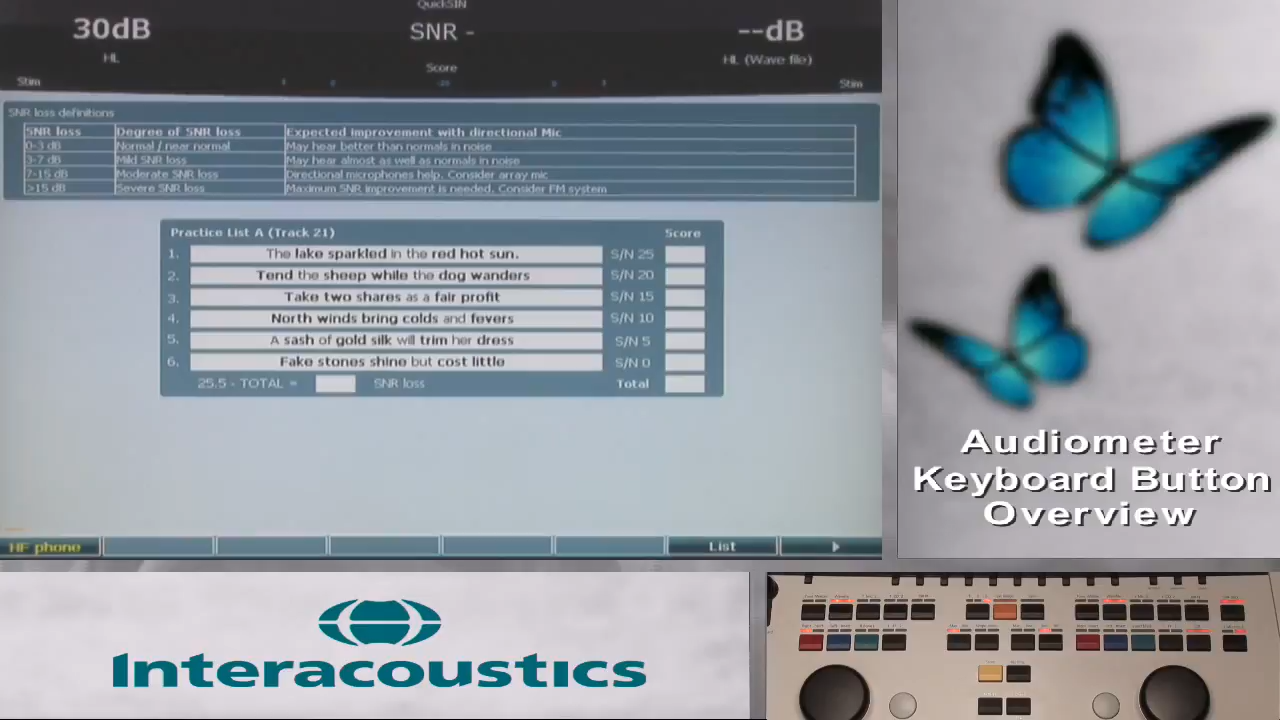 QuickSIN
30dB SNR - --dB
HL HL (Wave file)
Score
Stim Stim
SNR loss definitions
SNR loss Degree of SNR loss Expected improvement with directional Mic
0-3 dB Normal / near normal May hear better than normals in noise
3-7 dB Mild SNR loss May hear almost as well as normals in noise
7-15 dB Moderate SNR loss Directional microphones help. Consider array mic
>15 dB Severe SNR loss Maximum SNR improvement is needed. Consider FM system
Practice List A (Track 21) Score
1. The lake sparkled in the red hot sun. S/N 25
2. Tend the sheep while the dog wanders S/N 20
3. Take two shares as a fair profit S/N 15
4. North winds bring colds and fevers S/N 10
5. A sash of gold silk will trim her dress S/N 5
6. Fake stones shine but cost little S/N 0
25.5 - TOTAL = SNR loss Total
HF phone List
Audiometer
Keyboard Button
Overview
Interacoustics